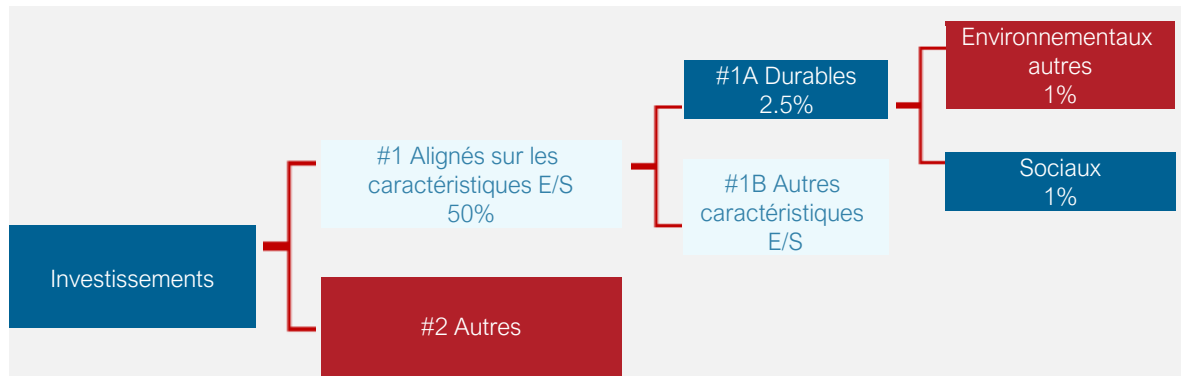 Investissements
#1 Alignés sur les
caractéristiques E/S
50%
#2 Autres
#1A Durables
2.5%
#1B Autres
caractéristiques
E/S
Environnementaux
autres
1%
Sociaux
1%